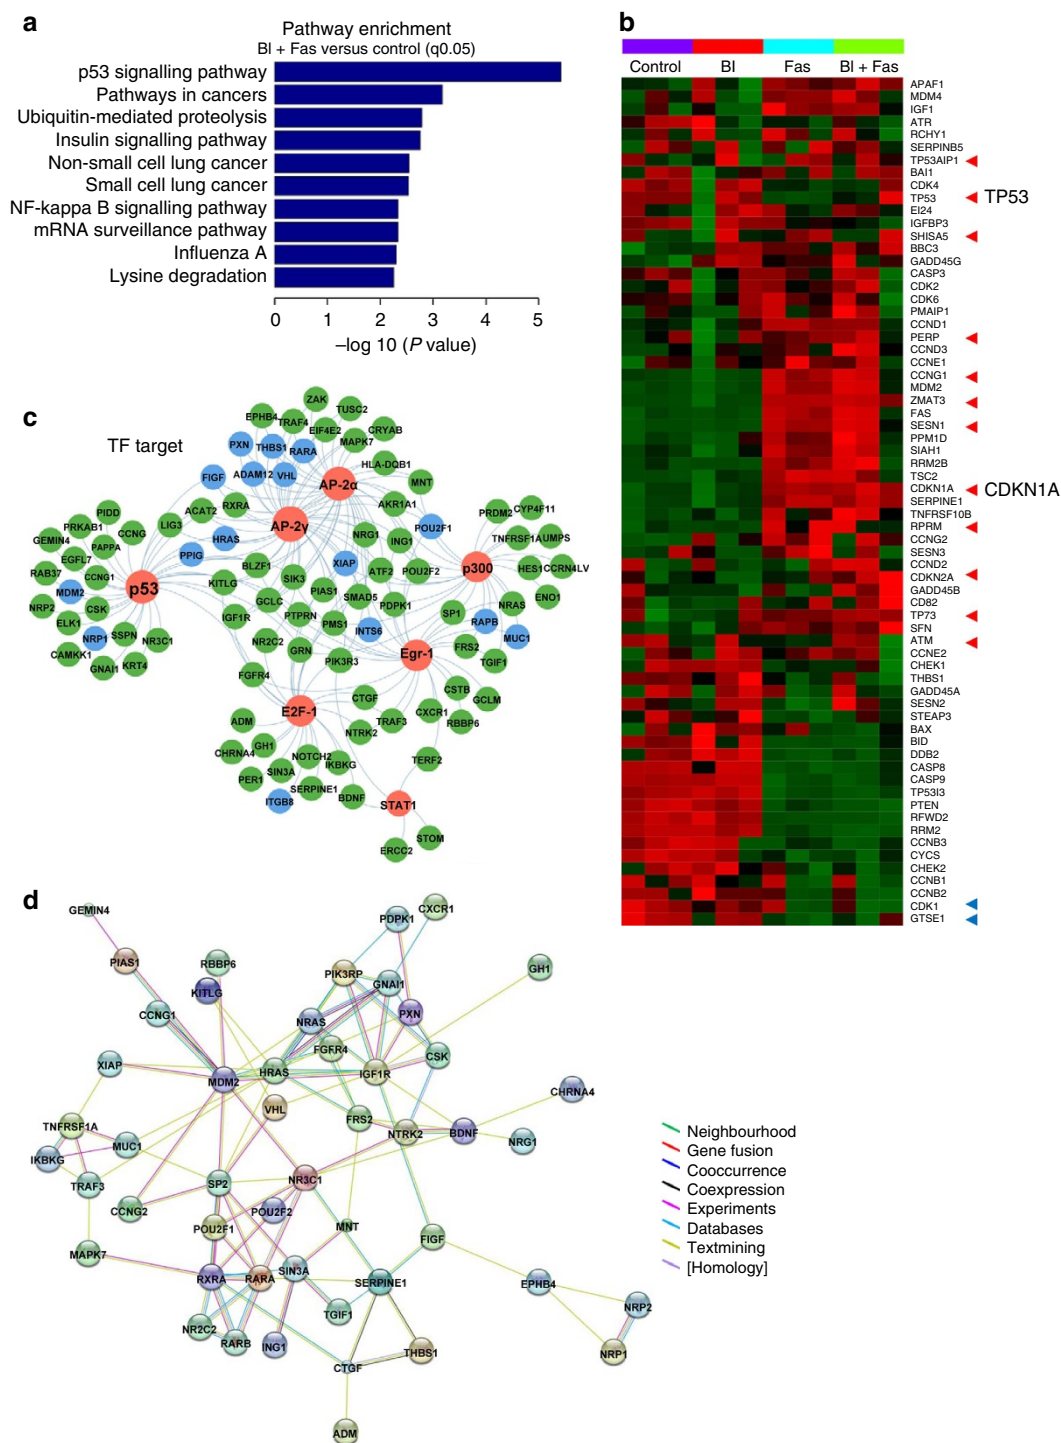 a
Pathway enrichment
Bl + Fas versus control (q0.05)
p53 signalling pathway
Pathways in cancers
Ubiquitin-mediated proteolysis
Insulin signalling pathway
Non-small cell lung cancer
Small cell lung cancer
NF-kappa B signalling pathway
mRNA surveillance pathway
Influenza A
Lysine degradation
0 1 2 3 4 5
–log 10 (P value)
b
Control Bl Fas Bl + Fas
APAF1
MDM4
IGF1
ATR
RCHY1
SERPINB5
TP53AIP1
BAI1
CDK4
TP53
EI24
IGFBP3
SHISA5
BBC3
GADD45G
CASP3
CDK2
CDK6
PMAIP1
CCND1
PERP
CCND3
CCNE1
CCNG1
MDM2
ZMAT3
FAS
SESN1
PPM1D
SIAH1
RRM2B
TSC2
CDKN1A
SERPINE1
TNFRSF10B
RPRM
CCNG2
SESN3
CCND2
CDKN2A
GADD45B
CD82
TP73
SFN
ATM
CCNE2
CHEK1
THBS1
GADD45A
SESN2
STEAP3
BAX
BID
DDB2
CASP8
CASP9
TP53I3
PTEN
RFWD2
RRM2
CCNB3
CYCS
CHEK2
CCNB1
CCNB2
CDK1
GTSE1
TP53
CDKN1A
c
TF target
ZAK
EPHB4
TRAF4
TUSC2
EIF4E2
CRYAB
PXN
THBS1
RARA
MAPK7
HLA-DQB1
FIGF
ADAM12
VHL
AP-2α
MNT
PIDD
ACAT2
RXRA
AKR1A1
PRKAB1
CCNG
LIG3
AP-2γ
POU2F1
PRDM2
CYP4F11
GEMIN4
PAPPA
HRAS
NRG1
ING1
TNFRSF1A
UMPS
EGFL7
PPIG
BLZF1
XIAP
ATF2
POU2F2
p300
HES1
CCRN4LV
RAB37
CCNG1
p53
KITLG
SIK3
MDM2
GCLC
PIAS1
SMAD5
PDPK1
NRAS
ENO1
NRP2
CSK
IGF1R
PTPRN
PMS1
SP1
ELK1
INTS6
RAPB
NRP1
SSPN
NR3C1
NR2C2
GRN
MUC1
CAMKK1
PIK3R3
Egr-1
FRS2
TGIF1
GNAI1
KRT4
FGFR4
CSTB
GCLM
E2F-1
CTGF
CXCR1
RBBP6
ADM
TRAF3
NTRK2
CHRNA4
GH1
NOTCH2
TERF2
PER1
SIN3A
IKBKG
SERPINE1
BDNF
ITGB8
STAT1
STOM
ERCC2
d
GEMIN4
CXCR1
PDPK1
PIAS1
RBBP6
PIK3RP
GH1
KITLG
GNAI1
CCNG1
NRAS
PXN
FGFR4
CSK
XIAP
MDM2
HRAS
IGF1R
CHRNA4
VHL
FRS2
TNFRSF1A
NTRK2
BDNF
NRG1
MUC1
IKBKG
TRAF3
SP2
NR3C1
CCNG2
POU2F2
POU2F1
MNT
FIGF
MAPK7
RXRA
RARA
SIN3A
SERPINE1
EPHB4
TGIF1
NRP2
NR2C2
RARB
ING1
THBS1
NRP1
CTGF
ADM
Neighbourhood
Gene fusion
Cooccurrence
Coexpression
Experiments
Databases
Textmining
[Homology]